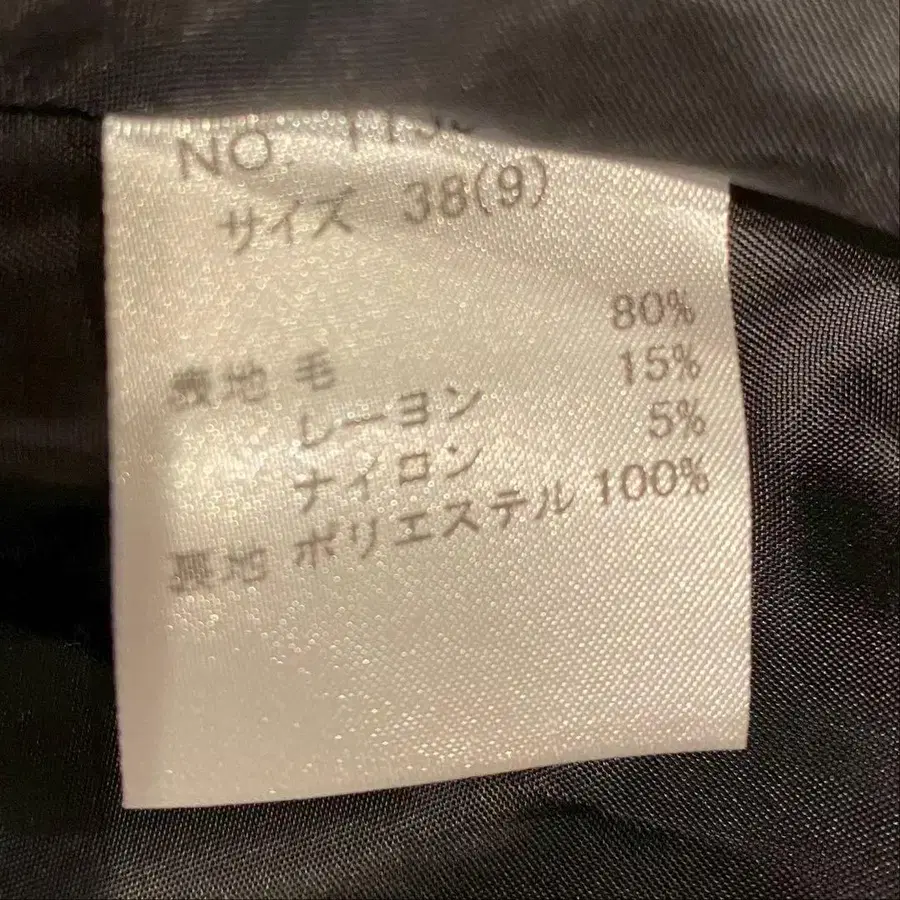 NO.
サイズ 38(9)
表地 毛 80%
レーヨン 15%
ナイロン 5%
裏地 ポリエステル 100%